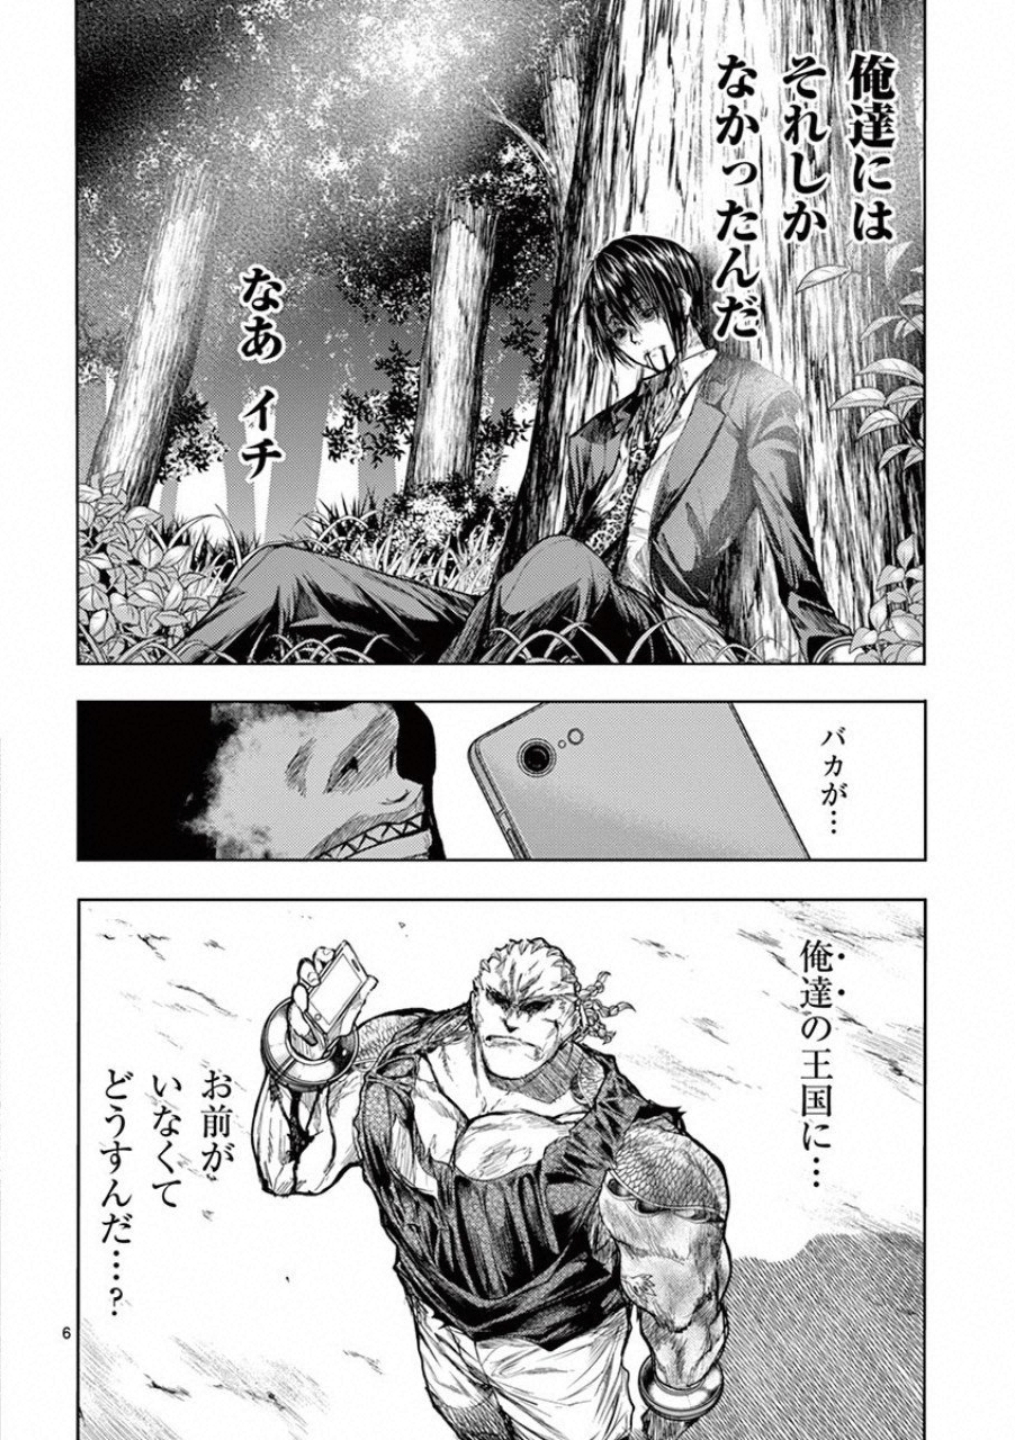 俺達には
それしか
なかったんだ
なあ イチ
バカが…
俺達の王国に…
お前が
いなくて
どうすんだ…?
6